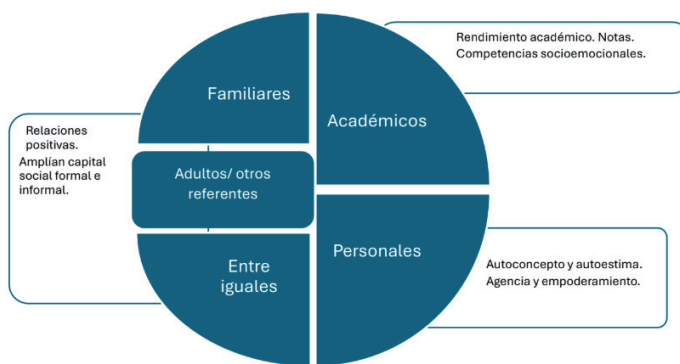 Rendimiento académico. Notas.
Competencias socioemocionales.
Familiares
Académicos
Relaciones
positivas.
Amplían capital
social formal e
informal.
Adultos/ otros
referentes
Entre
iguales
Personales
Autoconcepto y autoestima.
Agencia y empoderamiento.